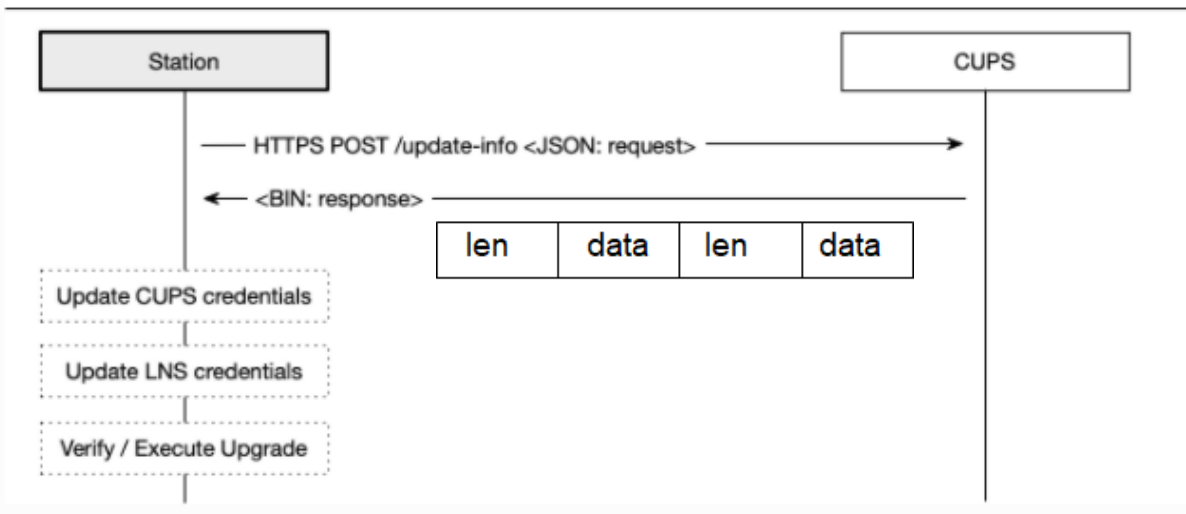 Station
CUPS
HTTPS POST /update-info <JSON: request>
<BIN: response>
len data len data
Update CUPS credentials
Update LNS credentials
Verify / Execute Upgrade